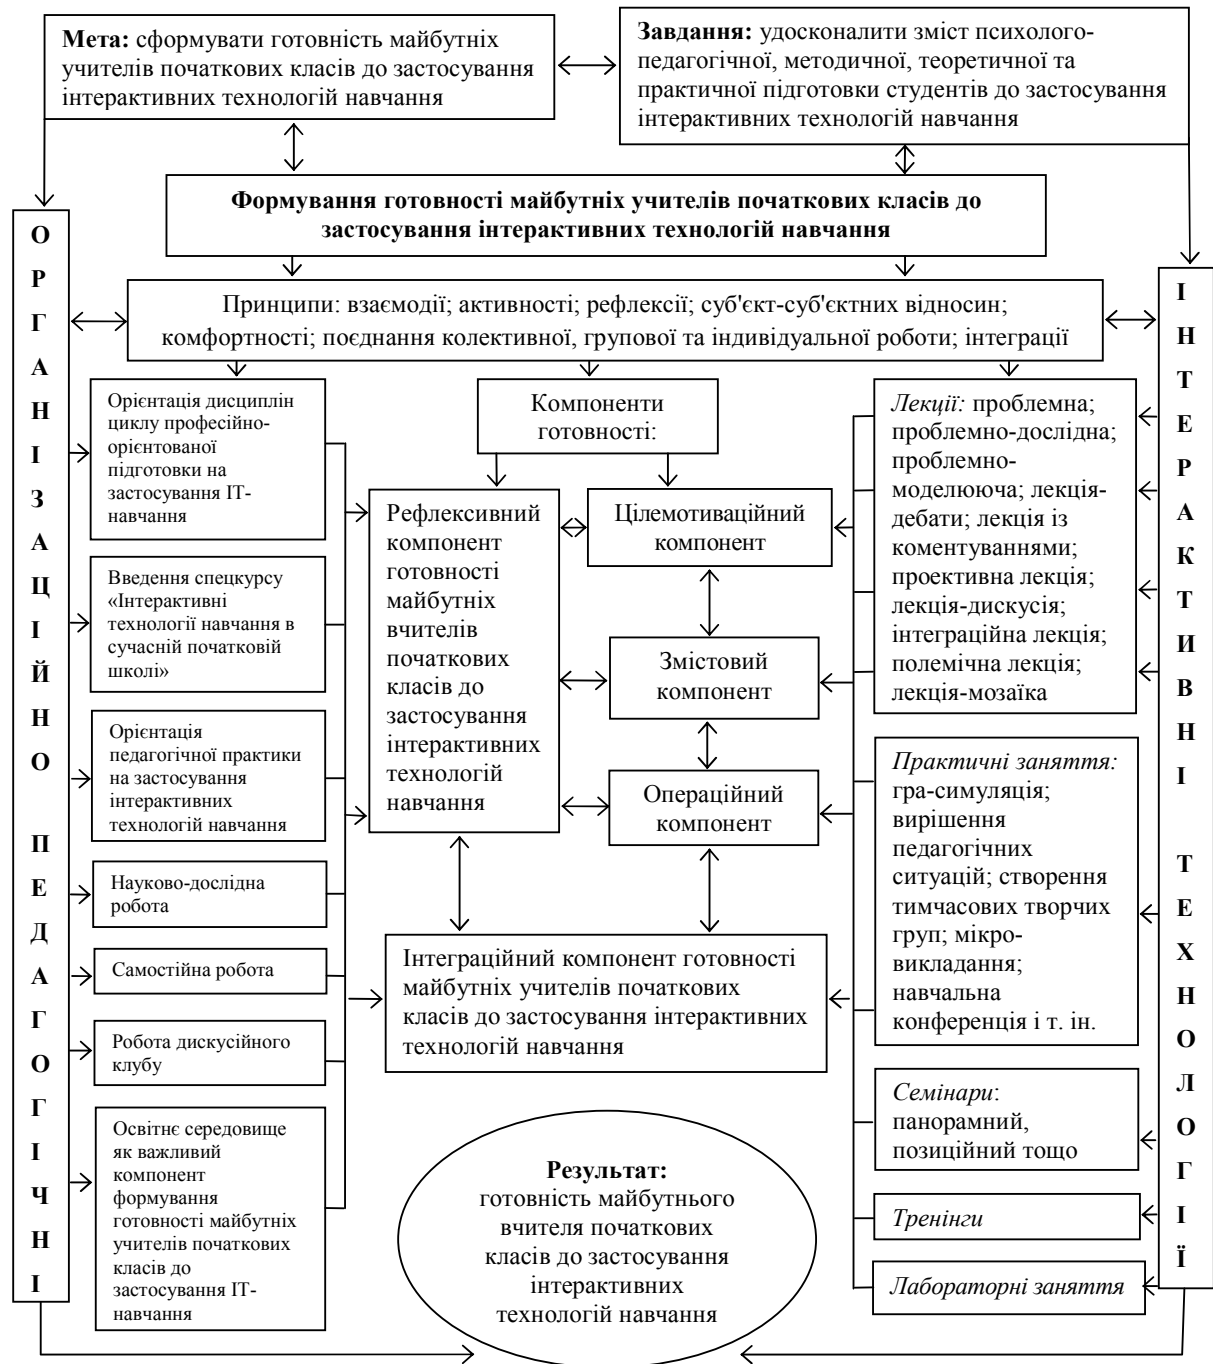 Мета: сформувати готовність майбутніх
учителів початкових класів до застосування
інтерактивних технологій навчання
Завдання: удосконалити зміст психолого-
педагогічної, методичної, теоретичної та
практичної підготовки студентів до застосування
інтерактивних технологій навчання
Формування готовності майбутніх учителів початкових класів до
застосування інтерактивних технологій навчання
Принципи: взаємодії; активності; рефлексії; суб'єкт-суб'єктних відносин;
комфортності; поєднання колективної, групової та індивідуальної роботи; інтеграції
О
Р
Г
А
Н
І
З
А
Ц
І
Й
Н
О
П
Е
Д
А
Г
О
Г
І
Ч
Н
І
Орієнтація дисциплін
циклу професійно-
орієнтованої
підготовки на
застосування ІТ-
навчання
Введення спецкурсу
«Інтерактивні
технології навчання в
сучасній початковій
школі»
Орієнтація
педагогічної практики
на застосування
інтерактивних
технологій навчання
Науково-дослідна
робота
Самостійна робота
Робота дискусійного
клубу
Освітнє середовище
як важливий
компонент
формування
готовності майбутніх
учителів початкових
класів до
застосування ІТ-
навчання
Компоненти
готовності:
Рефлексивний
компонент
готовності
майбутніх
вчителів
початкових
класів до
застосування
інтерактивних
технологій
навчання
Цілемотиваційний
компонент
Змістовий
компонент
Операційний
компонент
Інтеграційний компонент готовності
майбутніх учителів початкових
класів до застосування інтерактивних
технологій навчання
Результат:
готовність майбутнього
вчителя початкових
класів до застосування
інтерактивних
технологій навчання
Лекції: проблемна;
проблемно-дослідна;
проблемно-
моделююча; лекція-
дебати; лекція із
коментуваннями;
проективна лекція;
лекція-дискусія;
інтеграційна лекція;
полемічна лекція;
лекція-мозаїка
Практичні заняття:
гра-симуляція;
вирішення
педагогічних
ситуацій; створення
тимчасових творчих
груп; мікро-
викладання;
навчальна
конференція і т. ін.
Семінари:
панорамний,
позиційний тощо
Тренінги
Лабораторні заняття
І
Н
Т
Е
Р
А
К
Т
И
В
Н
І
Т
Е
Х
Н
О
Л
О
Г
І
Ї